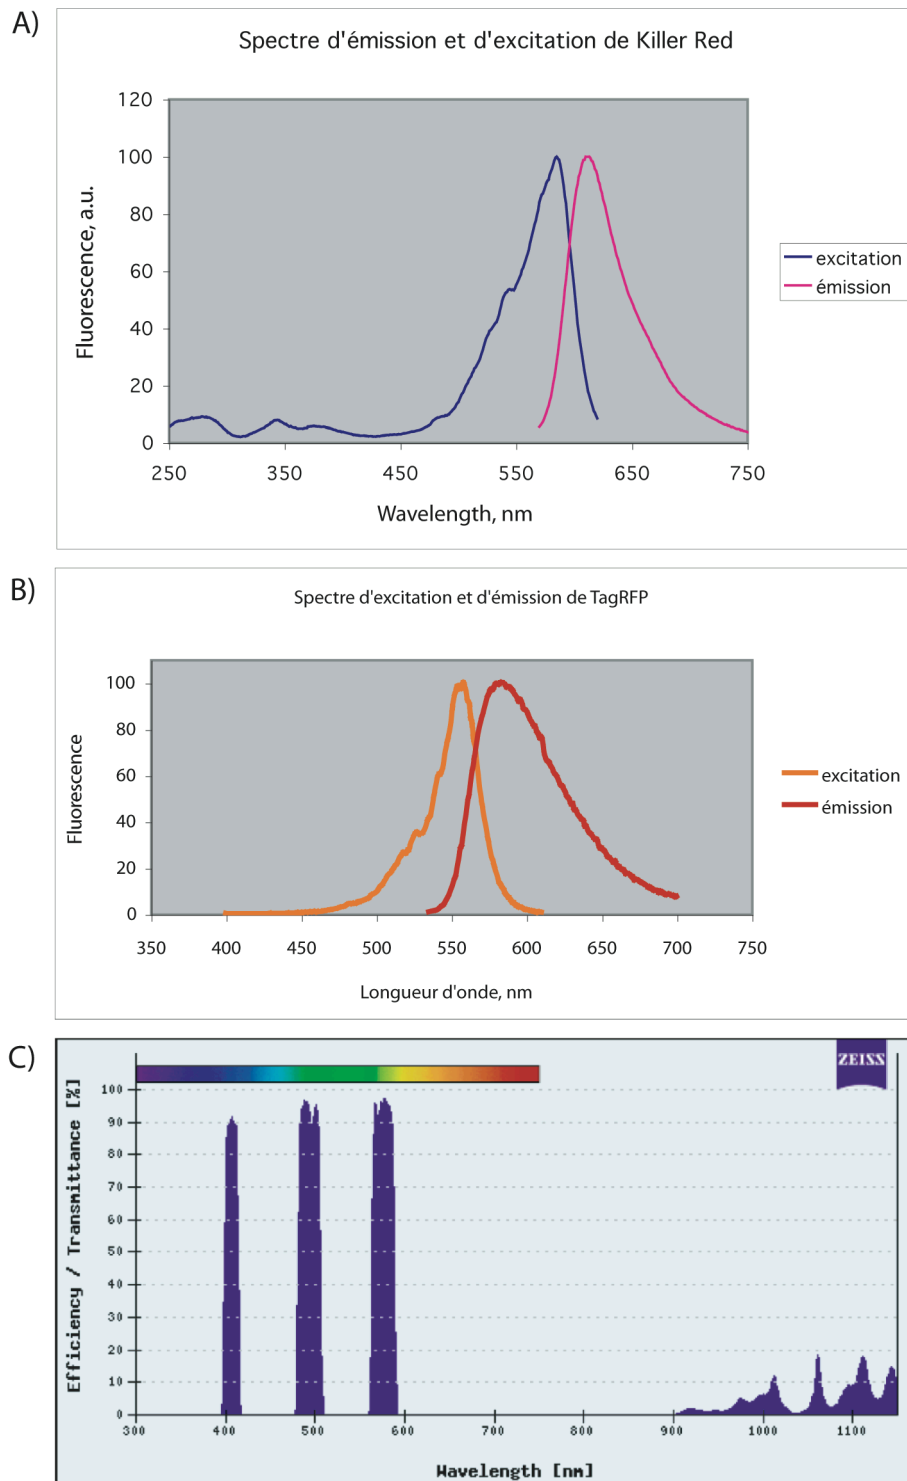 A)
Spectre d'émission et d'excitation de Killer Red
Fluorescence, a.u.
120
100
80
60
40
20
0
250 350 450 550 650 750
Wavelength, nm
excitation
émission
B)
Spectre d'excitation et d'émission de TagRFP
Fluorescence
100
80
60
40
20
0
350 400 450 500 550 600 650 700 750
Longueur d'onde, nm
excitation
émission
C)
ZEISS
Efficiency / Transmittance [%]
100
90
80
70
60
50
40
30
20
10
0
300 400 500 600 700 800 900 1000 1100
Wavelength [nm]